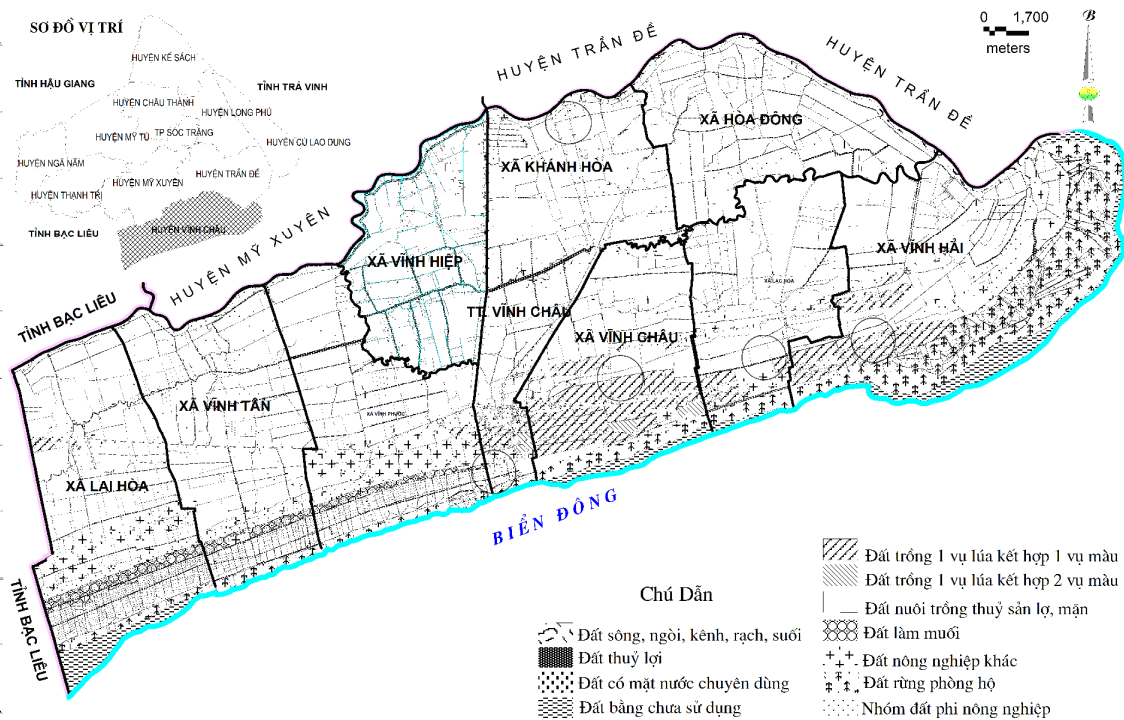 SƠ ĐỒ VỊ TRÍ
HUYỆN KẾ SÁCH
TỈNH HẬU GIANG
TỈNH TRÀ VINH
HUYỆN CHÂU THÀNH
HUYỆN LONG PHÚ
HUYỆN MỸ TÚ
TP SÓC TRĂNG
HUYỆN CÙ LAO DUNG
HUYỆN NGÃ NĂM
HUYỆN MỸ XUYÊN
HUYỆN TRẦN ĐỀ
HUYỆN THẠNH TRỊ
TỈNH BẠC LIÊU
HUYỆN VĨNH CHÂU
0 1,700
meters
B
HUYỆN TRẦN ĐỀ
HUYỆN TRẦN ĐỀ
HUYỆN MỸ XUYÊN
TỈNH BẠC LIÊU
XÃ HÒA ĐÔNG
XÃ KHÁNH HÒA
XÃ VĨNH HIỆP
XÃ VĨNH HẢI
XÃ LẠC HÒA
TT. VĨNH CHÂU
XÃ VĨNH CHÂU
XÃ VĨNH TÂN
XÃ VĨNH PHƯỚC
XÃ LAI HÒA
BIỂN ĐÔNG
TỈNH BẠC LIÊU
Chú Dẫn
Đất sông, ngòi, kênh, rạch, suối
Đất thuỷ lợi
Đất có mặt nước chuyên dùng
Đất bằng chưa sử dụng
Đất trồng 1 vụ lúa kết hợp 1 vụ màu
Đất trồng 1 vụ lúa kết hợp 2 vụ màu
Đất nuôi trồng thuỷ sản lợ, mặn
Đất làm muối
Đất nông nghiệp khác
Đất rừng phòng hộ
Nhóm đất phi nông nghiệp